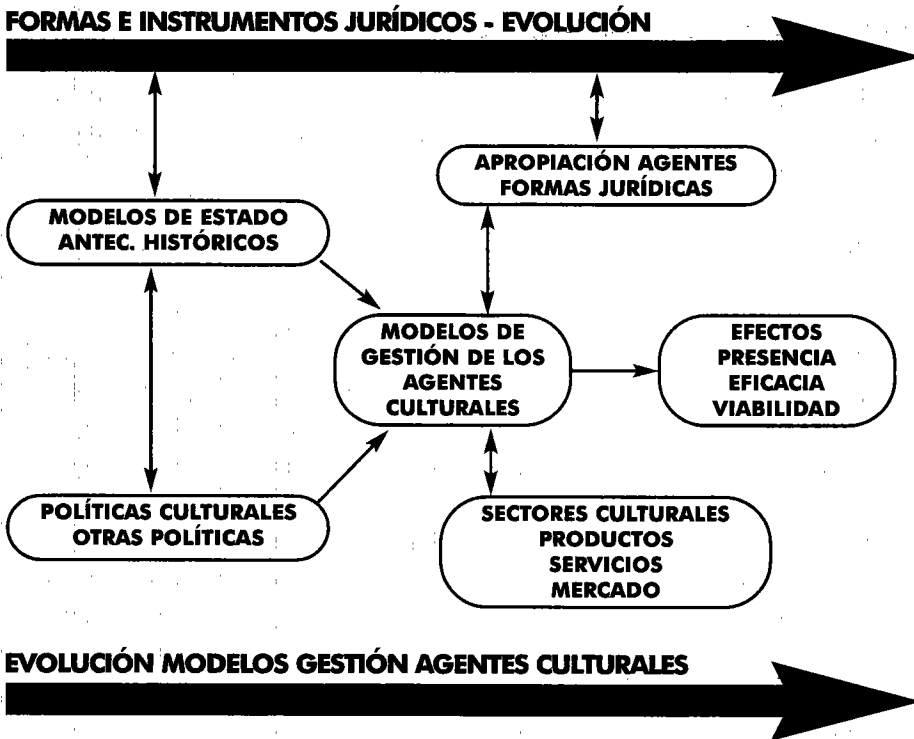 FORMAS E INSTRUMENTOS JURÍDICOS - EVOLUCIÓN
APROPIACIÓN AGENTES
FORMAS JURÍDICAS
MODELOS DE ESTADO
ANTEC. HISTÓRICOS
MODELOS DE
GESTIÓN DE LOS
AGENTES
CULTURALES
EFECTOS
PRESENCIA
EFICACIA
VIABILIDAD
POLÍTICAS CULTURALES
OTRAS POLÍTICAS
SECTORES CULTURALES
PRODUCTOS
SERVICIOS
MERCADO
EVOLUCIÓN MODELOS GESTIÓN AGENTES CULTURALES